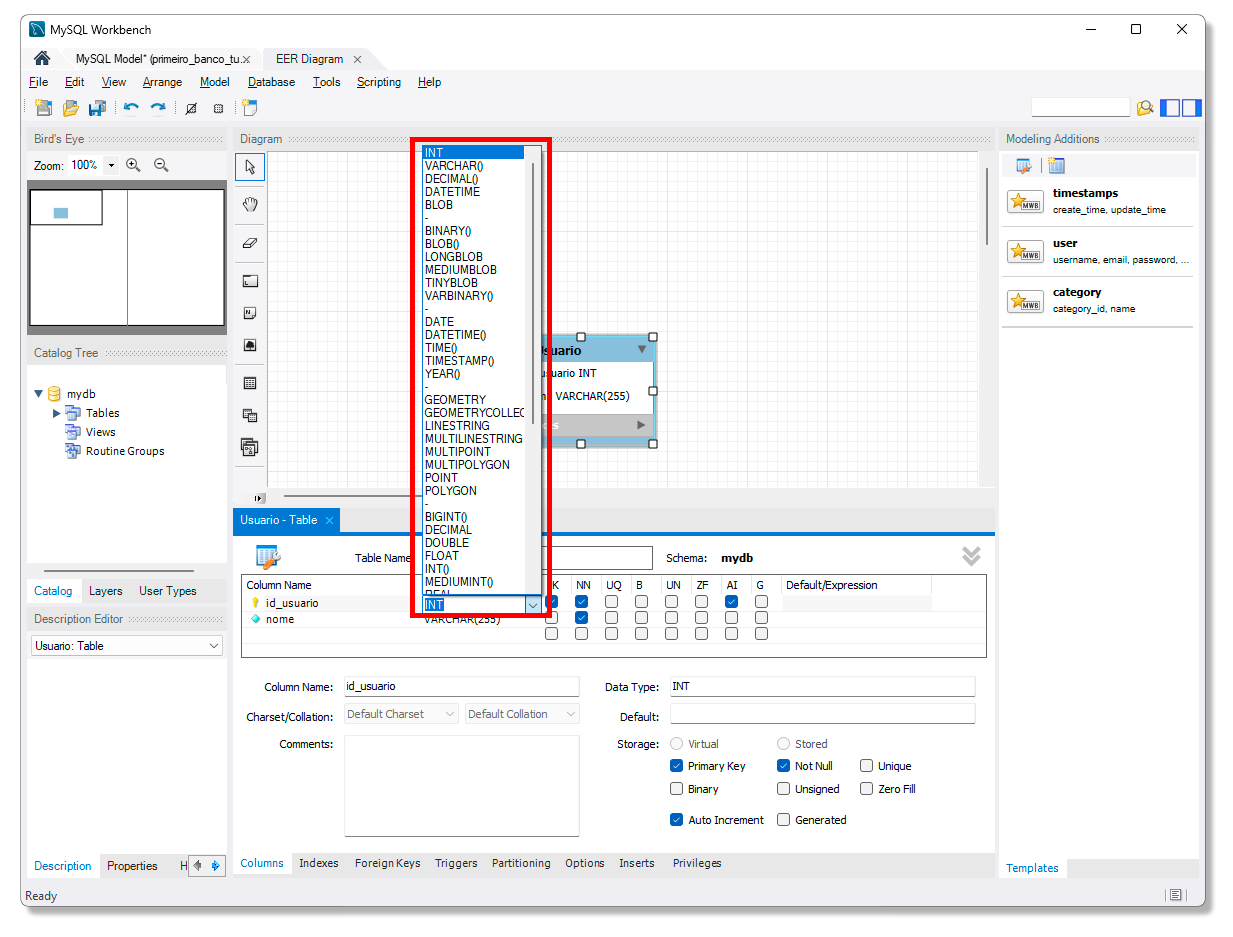 MySQL Workbench
MySQL Model* (primeiro_banco_tu.x
EER Diagram
File Edit View Arrange Model Database Tools Scripting Help
Bird's Eye
Zoom: 100%
Catalog Tree
mydb
Tables
Views
Routine Groups
Catalog Layers User Types
Description Editor
Usuario: Table
Description Properties H
Diagram
INT
VARCHAR()
DECIMAL()
DATETIME
BLOB
-
BINARY()
BLOB()
LONGBLOB
MEDIUMBLOB
TINYBLOB
VARBINARY()
-
DATE
DATETIME()
TIME()
TIMESTAMP()
YEAR()
-
GEOMETRY
GEOMETRYCOLLEC
LINESTRING
MULTILINESTRING
MULTIPOINT
MULTIPOLYGON
POINT
POLYGON
-
BIGINT()
DECIMAL
DOUBLE
FLOAT
INT()
MEDIUMINT()
REAL
INT
suario
suario INT
VARCHAR(255)
Usuario - Table
Table Name
Schema: mydb
Column Name K NN UQ B UN ZF AI G Default/Expression
id_usuario
nome VARCHAR(255)
Column Name: id_usuario
Data Type: INT
Charset/Collation: Default Charset Default Collation
Default:
Comments:
Storage: Virtual Stored
Primary Key Not Null Unique
Binary Unsigned Zero Fill
Auto Increment Generated
Columns Indexes Foreign Keys Triggers Partitioning Options Inserts Privileges
Modeling Additions
MWB
timestamps
create_time, update_time
MWB
user
username, email, password, ...
MWB
category
category_id, name
Templates
Ready